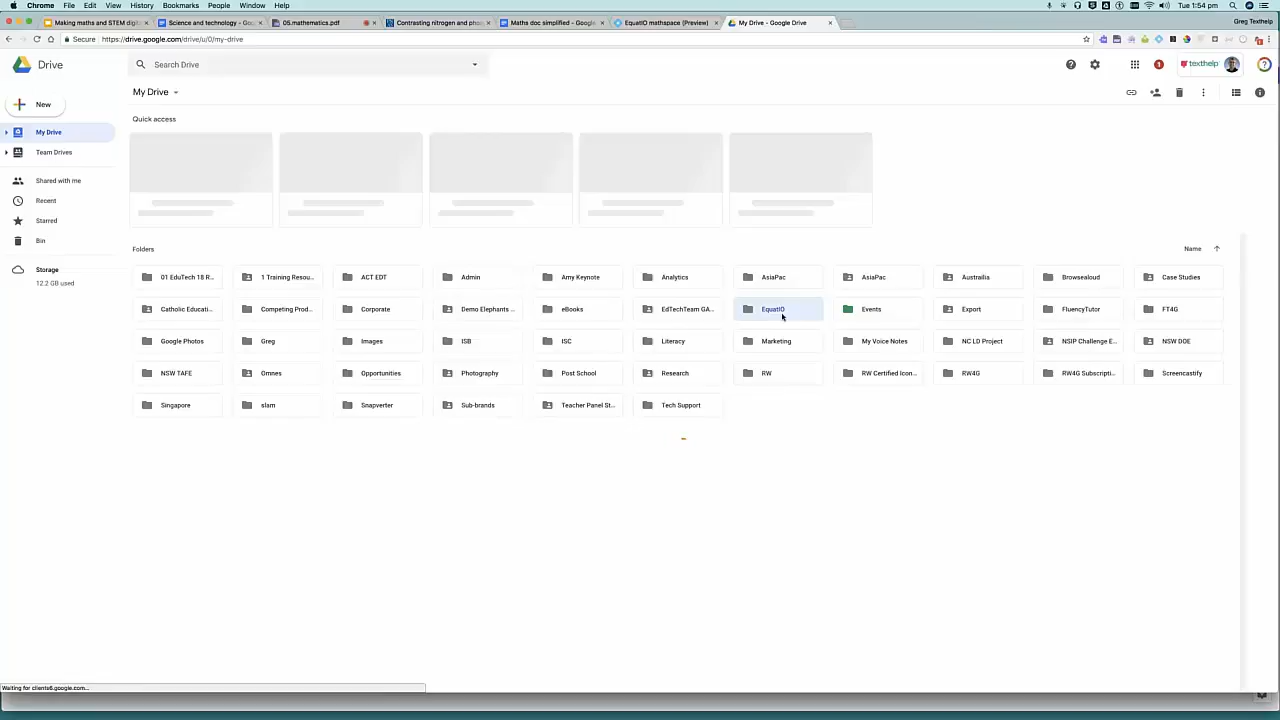 Chrome File Edit View History Bookmarks People Window Help Tue 1:54 pm
Making maths and STEM digi Science and technology - Goog 05.mathematics.pdf Contrasting nitrogen and phos Maths doc simplified - Google EquatIO mathspace (Preview) My Drive - Google Drive Greg Texthelp
Secure https://drive.google.com/drive/u/0/my-drive
Drive Search Drive 1 texthelp
New My Drive
Quick access
My Drive
Team Drives
Shared with me
Recent
Starred
Bin
Storage
12.2 GB used
Folders Name
01 EduTech 18 R... 1 Training Resou... ACT EDT Admin Amy Keynote Analytics AsiaPac AsiaPac Austrailia Browsealoud Case Studies
Catholic Educati... Competing Prod... Corporate Demo Elephants ... eBooks EdTechTeam GA... EquatIO Events Export FluencyTutor FT4G
Google Photos Greg Images ISB ISC Literacy Marketing My Voice Notes NC LD Project NSIP Challenge E... NSW DOE
NSW TAFE Omnes Opportunities Photography Post School Research RW RW Certified Icon... RW4G RW4G Subscripti... Screencastify
Singapore slam Snapverter Sub-brands Teacher Panel St... Tech Support
Waiting for clients6.google.com...